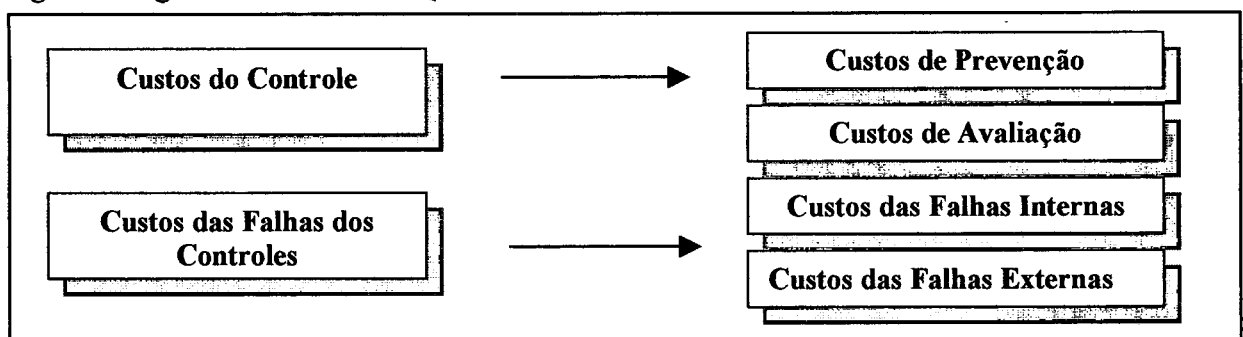 Custos do Controle
Custos de Prevenção
Custos de Avaliação
Custos das Falhas dos
Controles
Custos das Falhas Internas
Custos das Falhas Externas